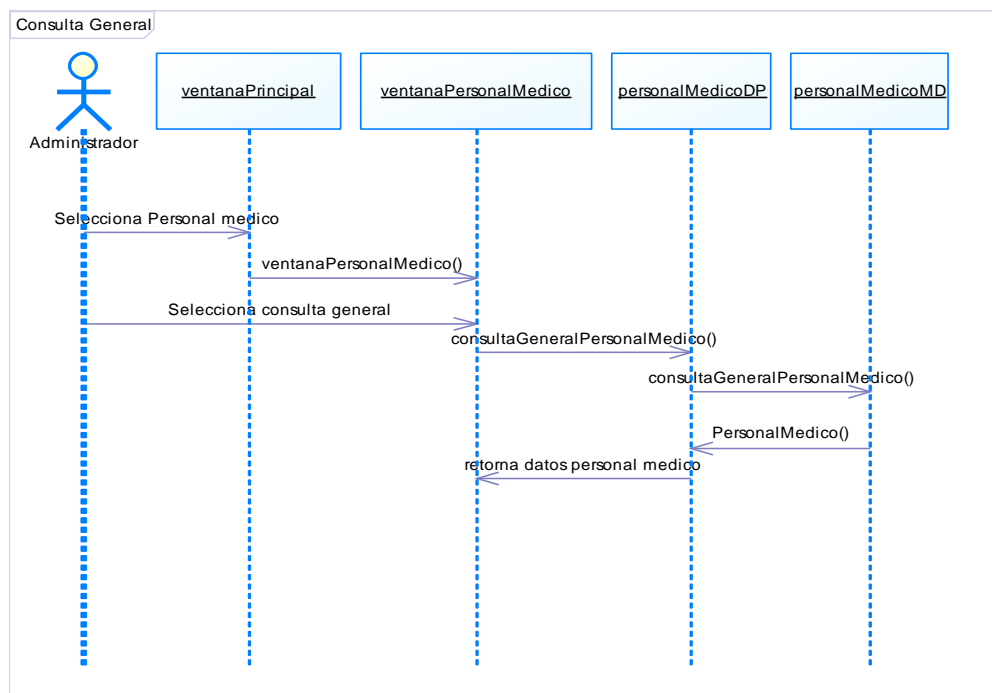 Consulta General
ventanaPrincipal
ventanaPersonalMedico
personalMedicoDP
personalMedicoMD
Administrador
Selecciona Personal medico
ventanaPersonalMedico()
Selecciona consulta general
consultaGeneralPersonalMedico()
consultaGeneralPersonalMedico()
PersonalMedico()
retorna datos personal medico